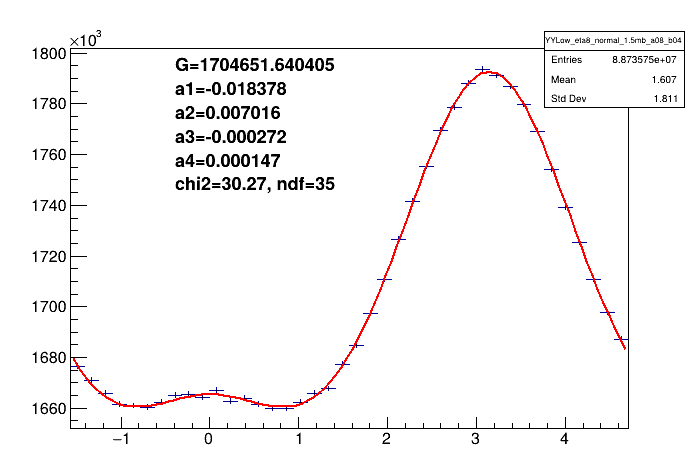 ×10³
YYLow_eta8_normal_1.5mb_a08_b04
Entries 8.873575e+07
Mean 1.607
Std Dev 1.811
G=1704651.640405
a1=-0.018378
a2=0.007016
a3=-0.000272
a4=0.000147
chi2=30.27, ndf=35
1800
1780
1760
1740
1720
1700
1680
1660
−1 0 1 2 3 4